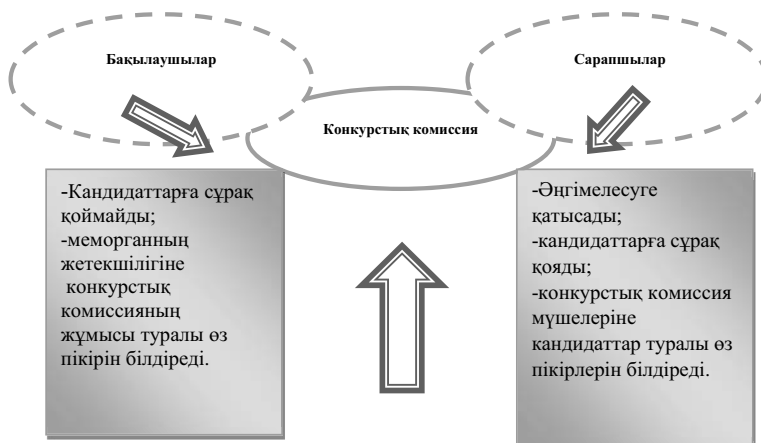 Бақылаушылар
Сарапшылар
Конкурстық комиссия
-Кандидаттарға сұрақ
қоймайды;
-меморганның
жетекшілігіне
конкурстық
комиссияның
жұмысы туралы өз
пікірін білдіреді.
-Әңгімелесуге
қатысады;
-кандидаттарға сұрақ
қояды;
-конкурстық комиссия
мүшелеріне
кандидаттар туралы өз
пікірлерін білдіреді.